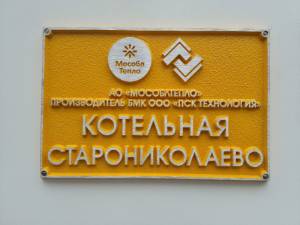 Мособл
Тепло
АО «МОСОБЛТЕПЛО»
ПРОИЗВОДИТЕЛЬ БМК ООО «ПСК ТЕХНОЛОГИЯ»
КОТЕЛЬНАЯ
СТАРОНИКОЛАЕВО